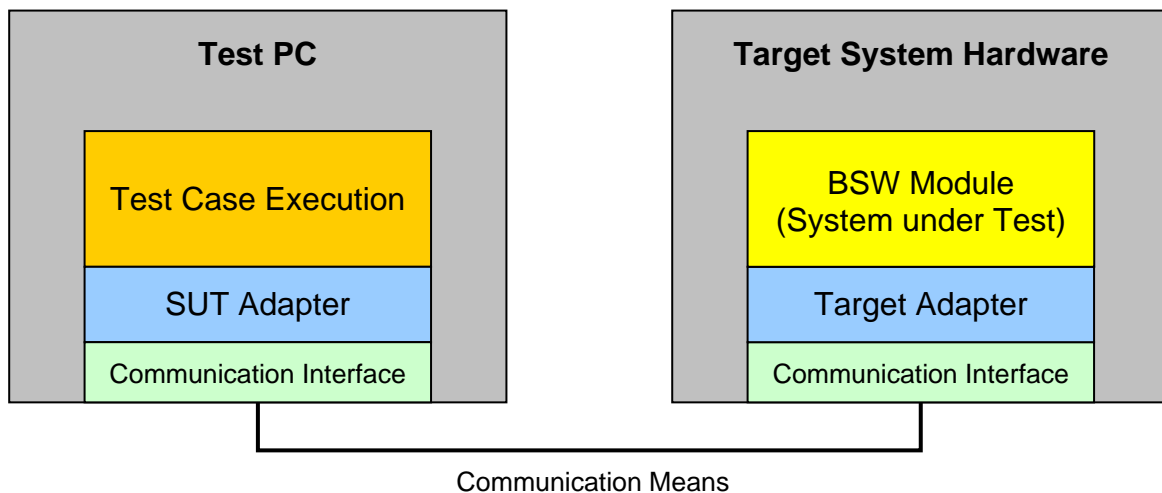 Test PC
Test Case Execution
SUT Adapter
Communication Interface
Target System Hardware
BSW Module
(System under Test)
Target Adapter
Communication Interface
Communication Means